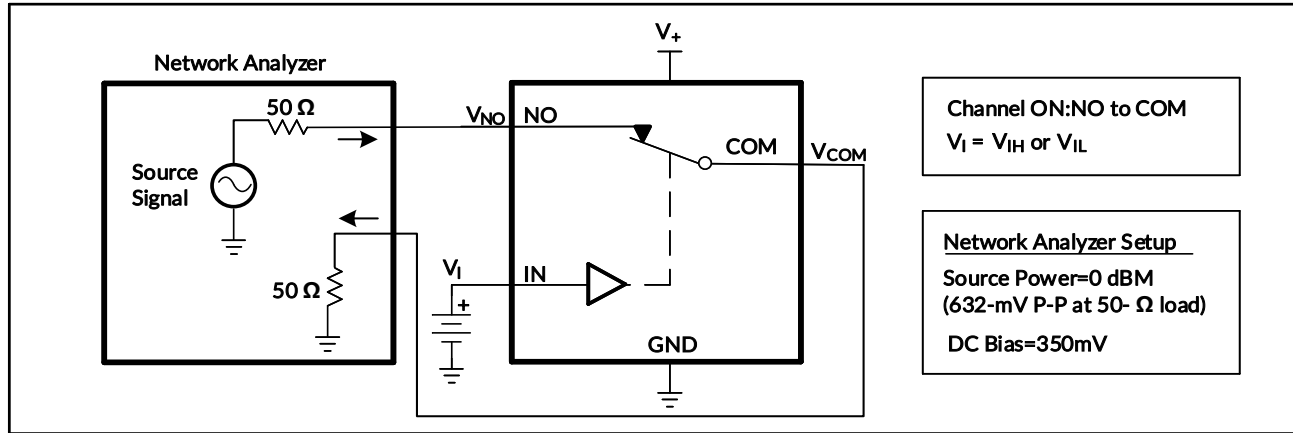 Network Analyzer
50 Ω
Source
Signal
50 Ω
V+
VNO
NO
COM
VCOM
VI
+
IN
GND
Channel ON:NO to COM
VI = VIH or VIL
Network Analyzer Setup
Source Power=0 dBM
(632-mV P-P at 50- Ω load)
DC Bias=350mV